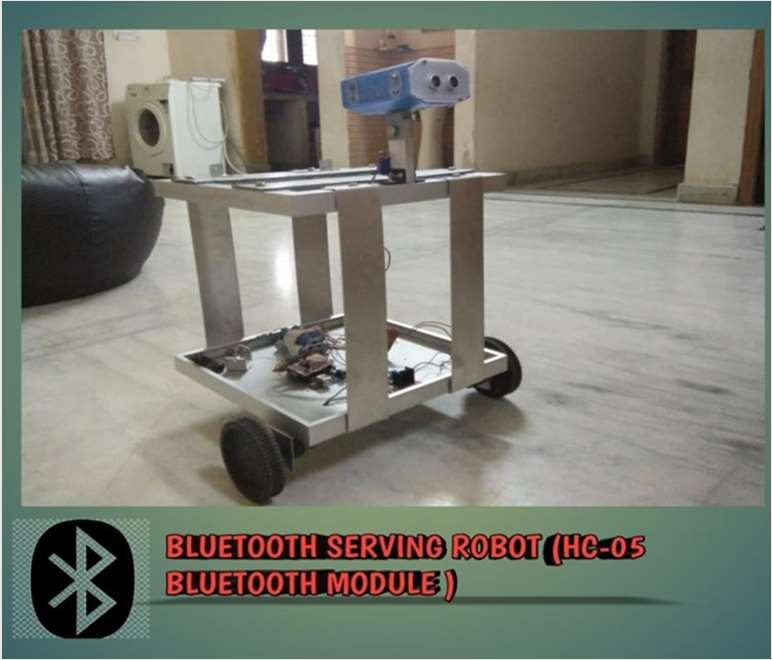 BLUETOOTH SERVING ROBOT (HC-05
BLUETOOTH MODULE )